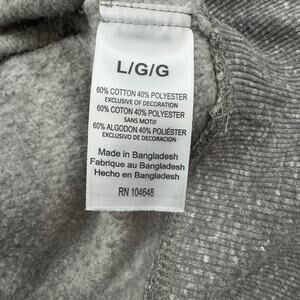 L/G/G
60% COTTON 40% POLYESTER
EXCLUSIVE OF DECORATION
60% COTON 40% POLYESTER
SANS MOTIF
60% ALGODON 40% POLIÉSTER
EXCLUSIVO DE DECORACIÓN
Made in Bangladesh
Fabrique au Bangladesh
Hecho en Bangladesh
RN 104648